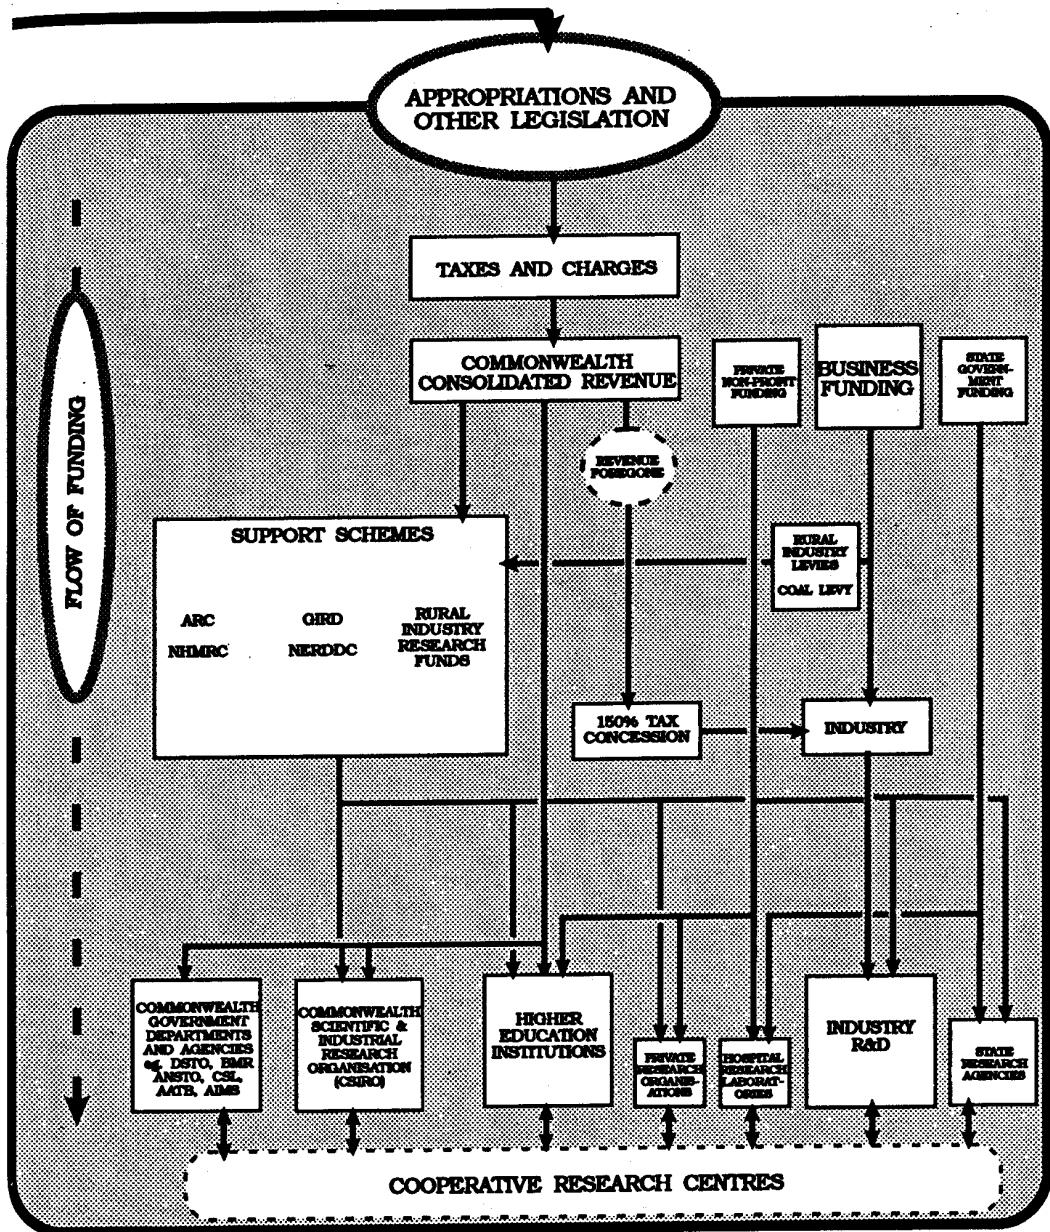 APPROPRIATIONS AND
OTHER LEGISLATION
TAXES AND CHARGES
COMMONWEALTH
CONSOLIDATED REVENUE
PRIVATE
NON-PROFIT
FUNDING
BUSINESS
FUNDING
STATE
GOVERN-
MENT
FUNDING
REVENUE
FOREGONE
FLOW OF FUNDING
SUPPORT SCHEMES
RURAL
INDUSTRY
LEVIES
COAL LEVY
ARC
NHMRC
GIRD
NERDDC
RURAL
INDUSTRY
RESEARCH
FUNDS
150% TAX
CONCESSION
INDUSTRY
COMMONWEALTH
GOVERNMENT
DEPARTMENTS
AND AGENCIES
eg. DSTO, BMR
ANSTO, CSL,
AATB, AIMS
COMMONWEALTH
SCIENTIFIC &
INDUSTRIAL
RESEARCH
ORGANISATION
(CSIRO)
HIGHER
EDUCATION
INSTITUTIONS
PRIVATE
RESEARCH
ORGANIS-
ATIONS
HOSPITAL
RESEARCH
LABORAT-
ORIES
INDUSTRY
R&D
STATE
RESEARCH
AGENCIES
COOPERATIVE RESEARCH CENTRES